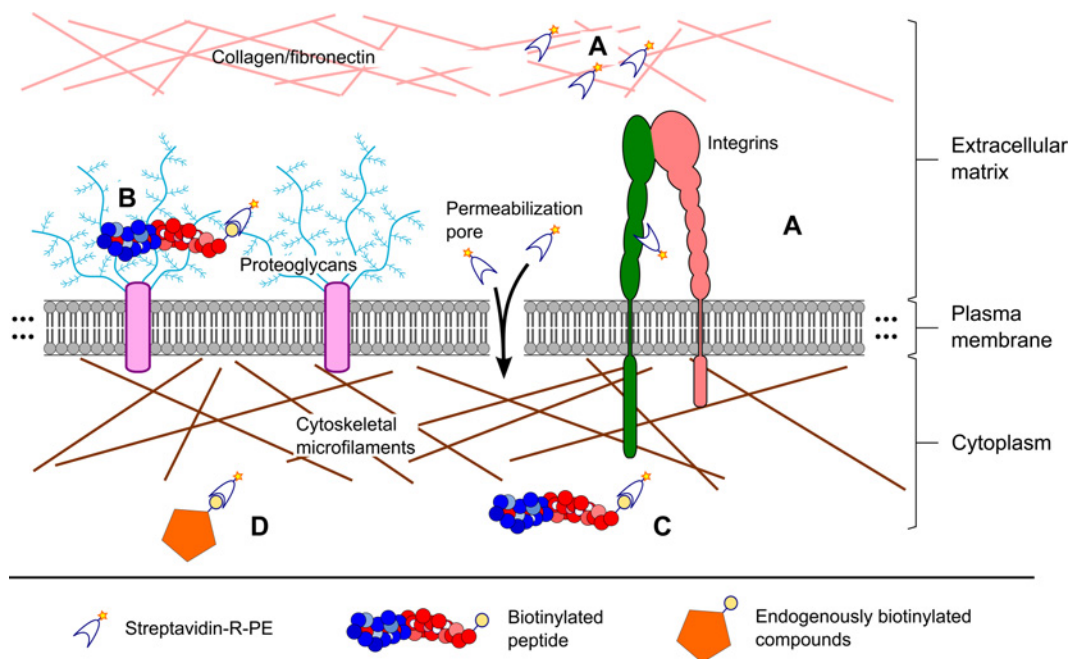 Collagen/fibronectin
A
Integrins
Extracellular
matrix
B
Permeabilization
pore
A
Proteoglycans
Plasma
membrane
Cytoskeletal
microfilaments
Cytoplasm
D
C
Streptavidin-R-PE
Biotinylated
peptide
Endogenously biotinylated
compounds